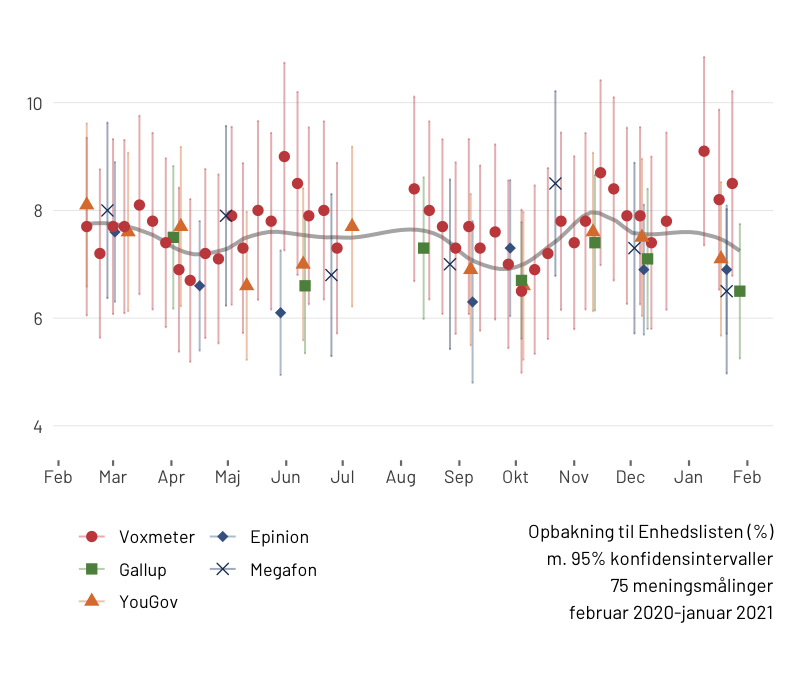 10
8
6
4
Feb Mar Apr Maj Jun Jul Aug Sep Okt Nov Dec Jan Feb
Voxmeter Epinion
Gallup Megafon
YouGov
Opbakning til Enhedslisten (%)
m. 95% konfidensintervaller
75 meningsmålinger
februar 2020-januar 2021